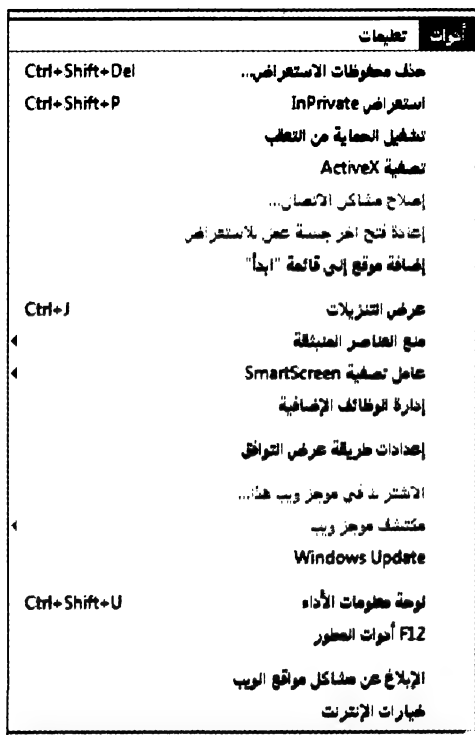 أدوات تعليمات
حذف محفوظات الاستعراض... Ctrl+Shift+Del
استعراض InPrivate Ctrl+Shift+P
تشغيل الحماية من التعقب
تصفية ActiveX
إصلاح مشاكل الاتصال...
إعادة فتح آخر جلسة عمل للاستعراض
إضافة موقع إلى قائمة "ابدأ"
عرض التنزيلات Ctrl+J
منع العناصر المنبثقة
عامل تصفية SmartScreen
إدارة الوظائف الإضافية
إعدادات طريقة عرض التوافق
الاشتراك في موجز ويب هذا...
مكتشف موجز ويب
Windows Update
لوحة معلومات الأداء Ctrl+Shift+U
F12 أدوات المطور
الإبلاغ عن مشاكل مواقع الويب
خيارات الإنترنت